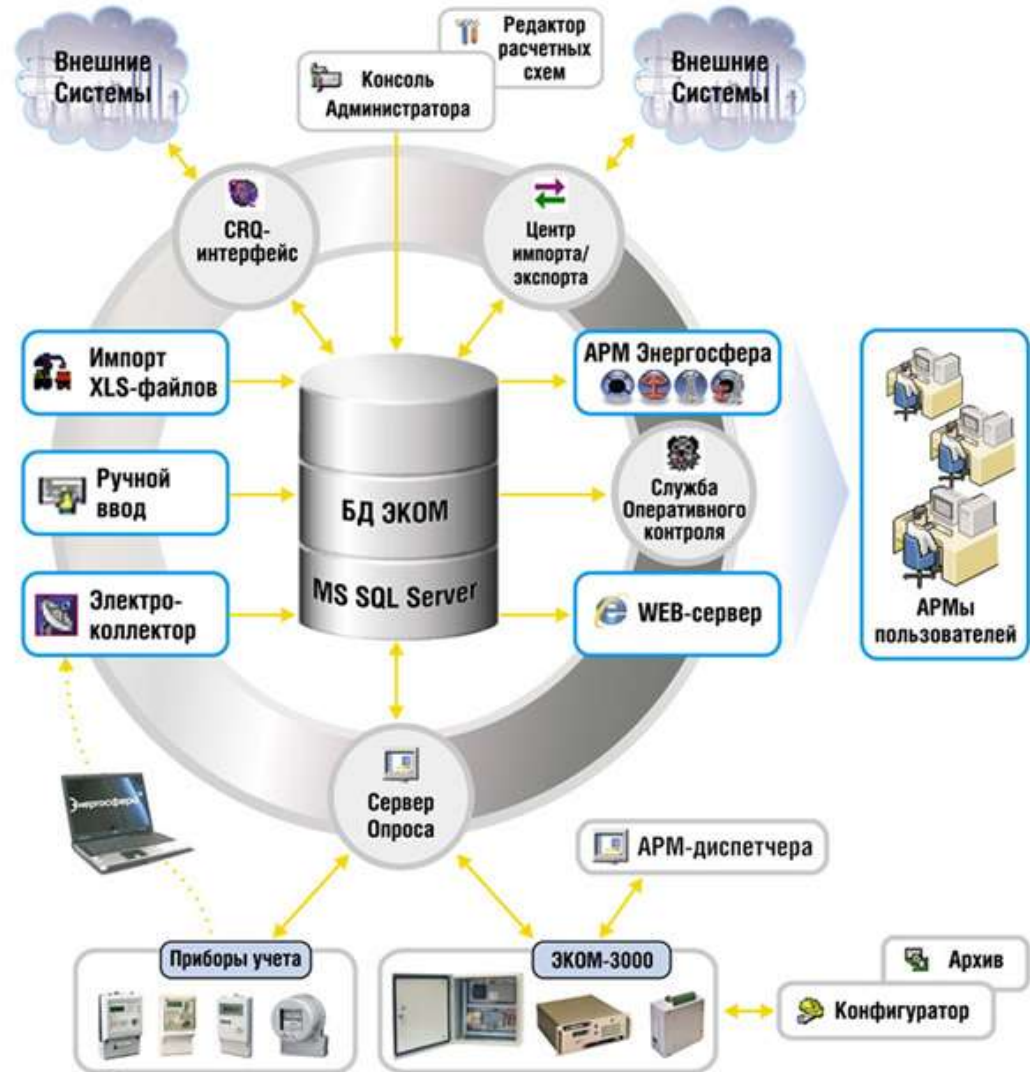 Внешние
Системы
Редактор
расчетных
схем
Консоль
Администратора
Внешние
Системы
CRQ-
интерфейс
Центр
импорта/
экспорта
Импорт
XLS-файлов
АРМ Энергосфера
Ручной
ввод
БД ЭКОМ
Служба
Оперативного
контроля
MS SQL Server
Электро-
коллектор
WEB-сервер
АРМы
пользователей
Энергосфера
Сервер
Опроса
АРМ-диспетчера
Приборы учета
ЭКОМ-3000
Архив
Конфигуратор